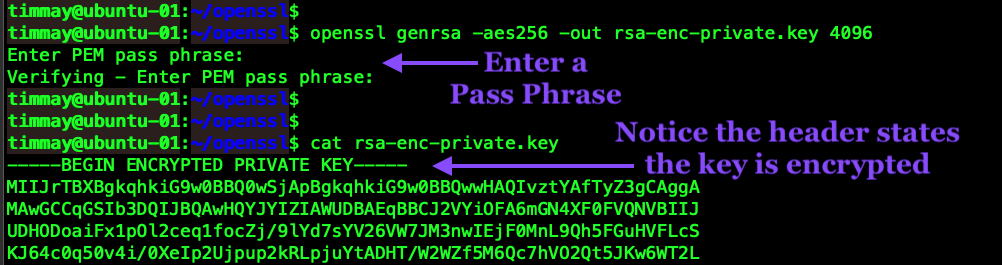 timmay@ubuntu-01:~/openssl$
timmay@ubuntu-01:~/openssl$ openssl genrsa -aes256 -out rsa-enc-private.key 4096
Enter PEM pass phrase:
Verifying - Enter PEM pass phrase:
Enter a
Pass Phrase
timmay@ubuntu-01:~/openssl$
timmay@ubuntu-01:~/openssl$
timmay@ubuntu-01:~/openssl$ cat rsa-enc-private.key
-----BEGIN ENCRYPTED PRIVATE KEY-----
Notice the header states
the key is encrypted
MIIJrTBXBgkqhkiG9w0BBQ0wSjApBgkqhkiG9w0BBQwwHAQIvztYAfTyZ3gCAggA
MAwGCCqGSIb3DQIJBQAwHQYJYIZIAWUDBAEqBBCJ2VYiOFA6mGN4XF0FVQNVBIIJ
UDHODoaiFx1pOl2ceq1focZj/9lYd7sYV26VW7JM3nwIEjF0MnL9Qh5FGuHVFLcS
KJ64c0q50v4i/0XeIp2Ujpup2kRLpjuYtADHT/W2WZf5M6Qc7hVO2Qt5JKw6WT2L